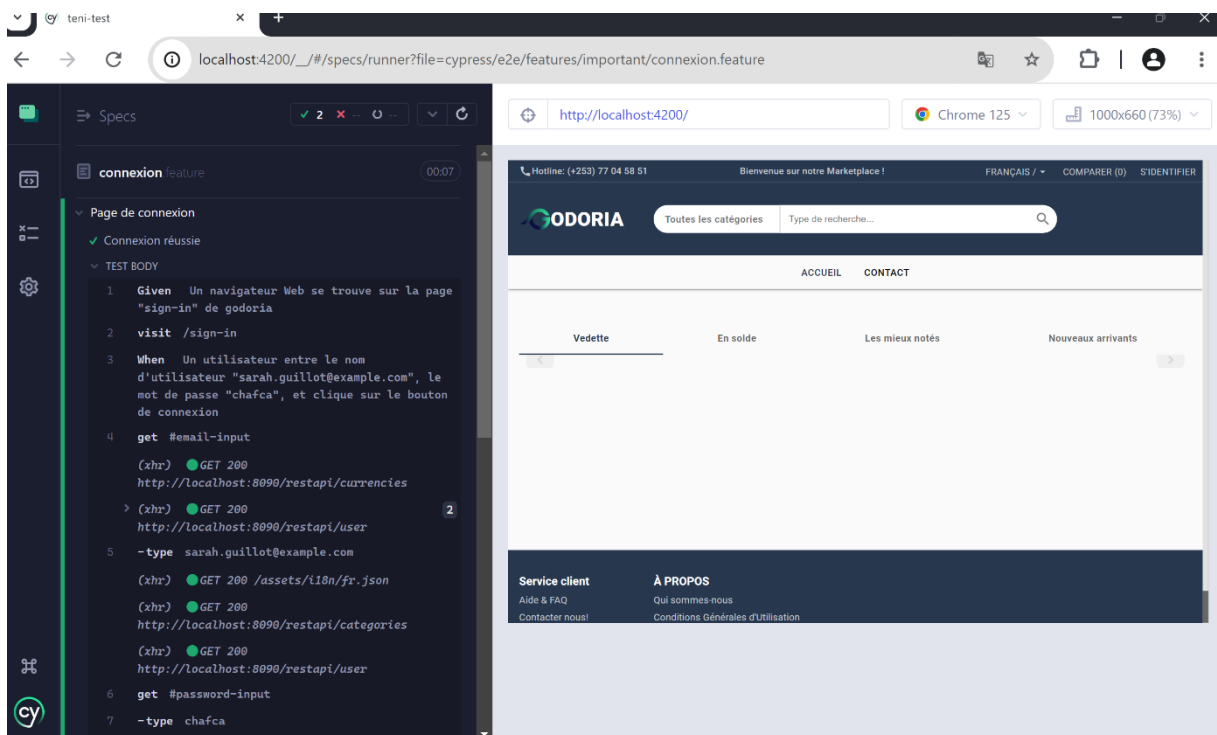 teni-test
localhost:4200/__/#/specs/runner?file=cypress/e2e/features/important/connexion.feature
Specs
2 -- --
connexion feature
00:07
Page de connexion
Connexion réussie
TEST BODY
1 Given Un navigateur Web se trouve sur la page
"sign-in" de godoria
2 visit /sign-in
3 When Un utilisateur entre le nom
d'utilisateur "sarah.guillot@example.com", le
mot de passe "chafca", et clique sur le bouton
de connexion
4 get #email-input
(xhr) GET 200
http://localhost:8090/restapi/currencies
(xhr) GET 200
2
http://localhost:8090/restapi/user
5 -type sarah.guillot@example.com
(xhr) GET 200 /assets/i18n/fr.json
(xhr) GET 200
http://localhost:8090/restapi/categories
(xhr) GET 200
http://localhost:8090/restapi/user
6 get #password-input
7 -type chafca
cy
http://localhost:4200/
Chrome 125
1000x660 (73%)
Hotline: (+253) 77 04 58 51
Bienvenue sur notre Marketplace !
FRANÇAIS /
COMPARER (0)
S'IDENTIFIER
GODORIA
Toutes les catégories
Type de recherche...
ACCUEIL
CONTACT
Vedette
En solde
Les mieux notés
Nouveaux arrivants
Service client
À PROPOS
Aide & FAQ
Qui sommes-nous
Contacter nous!
Conditions Générales d'Utilisation